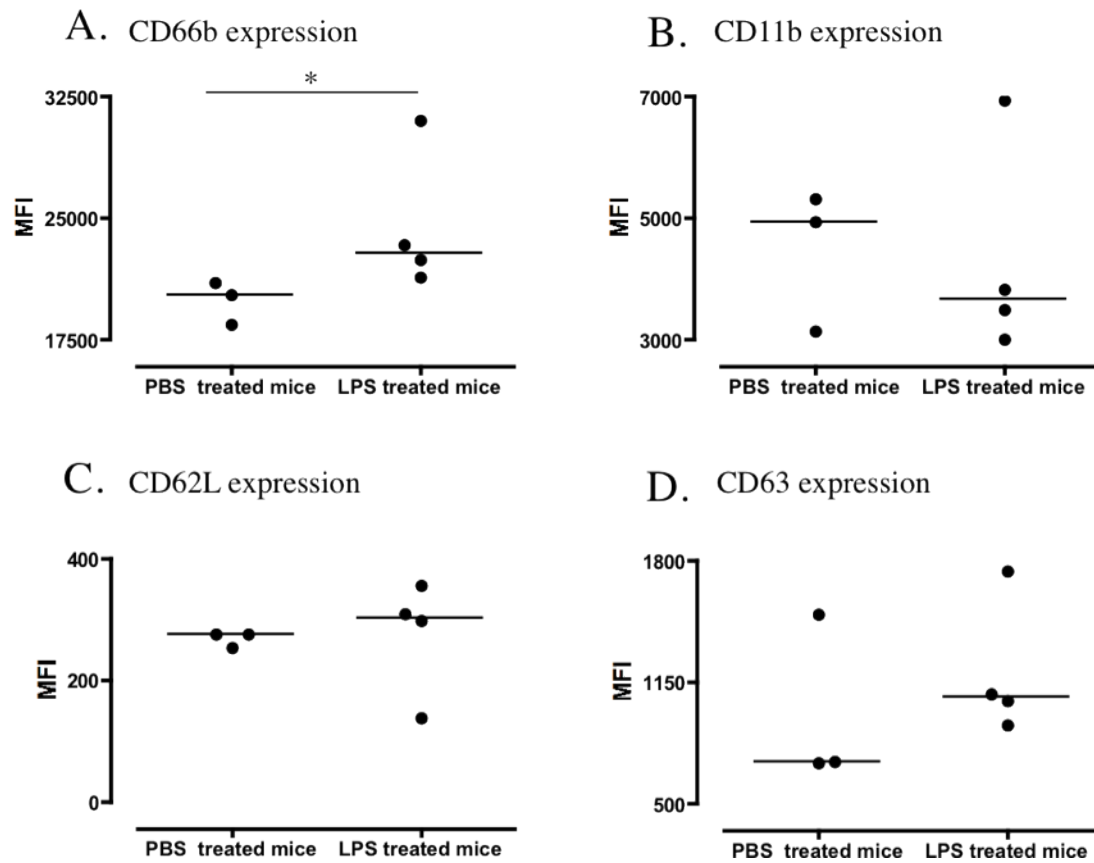 A. CD66b expression
*
32500
25000
17500
MFI
PBS treated mice LPS treated mice
B. CD11b expression
7000
5000
3000
MFI
PBS treated mice LPS treated mice
C. CD62L expression
400
200
0
MFI
PBS treated mice LPS treated mice
D. CD63 expression
1800
1150
500
MFI
PBS treated mice LPS treated mice